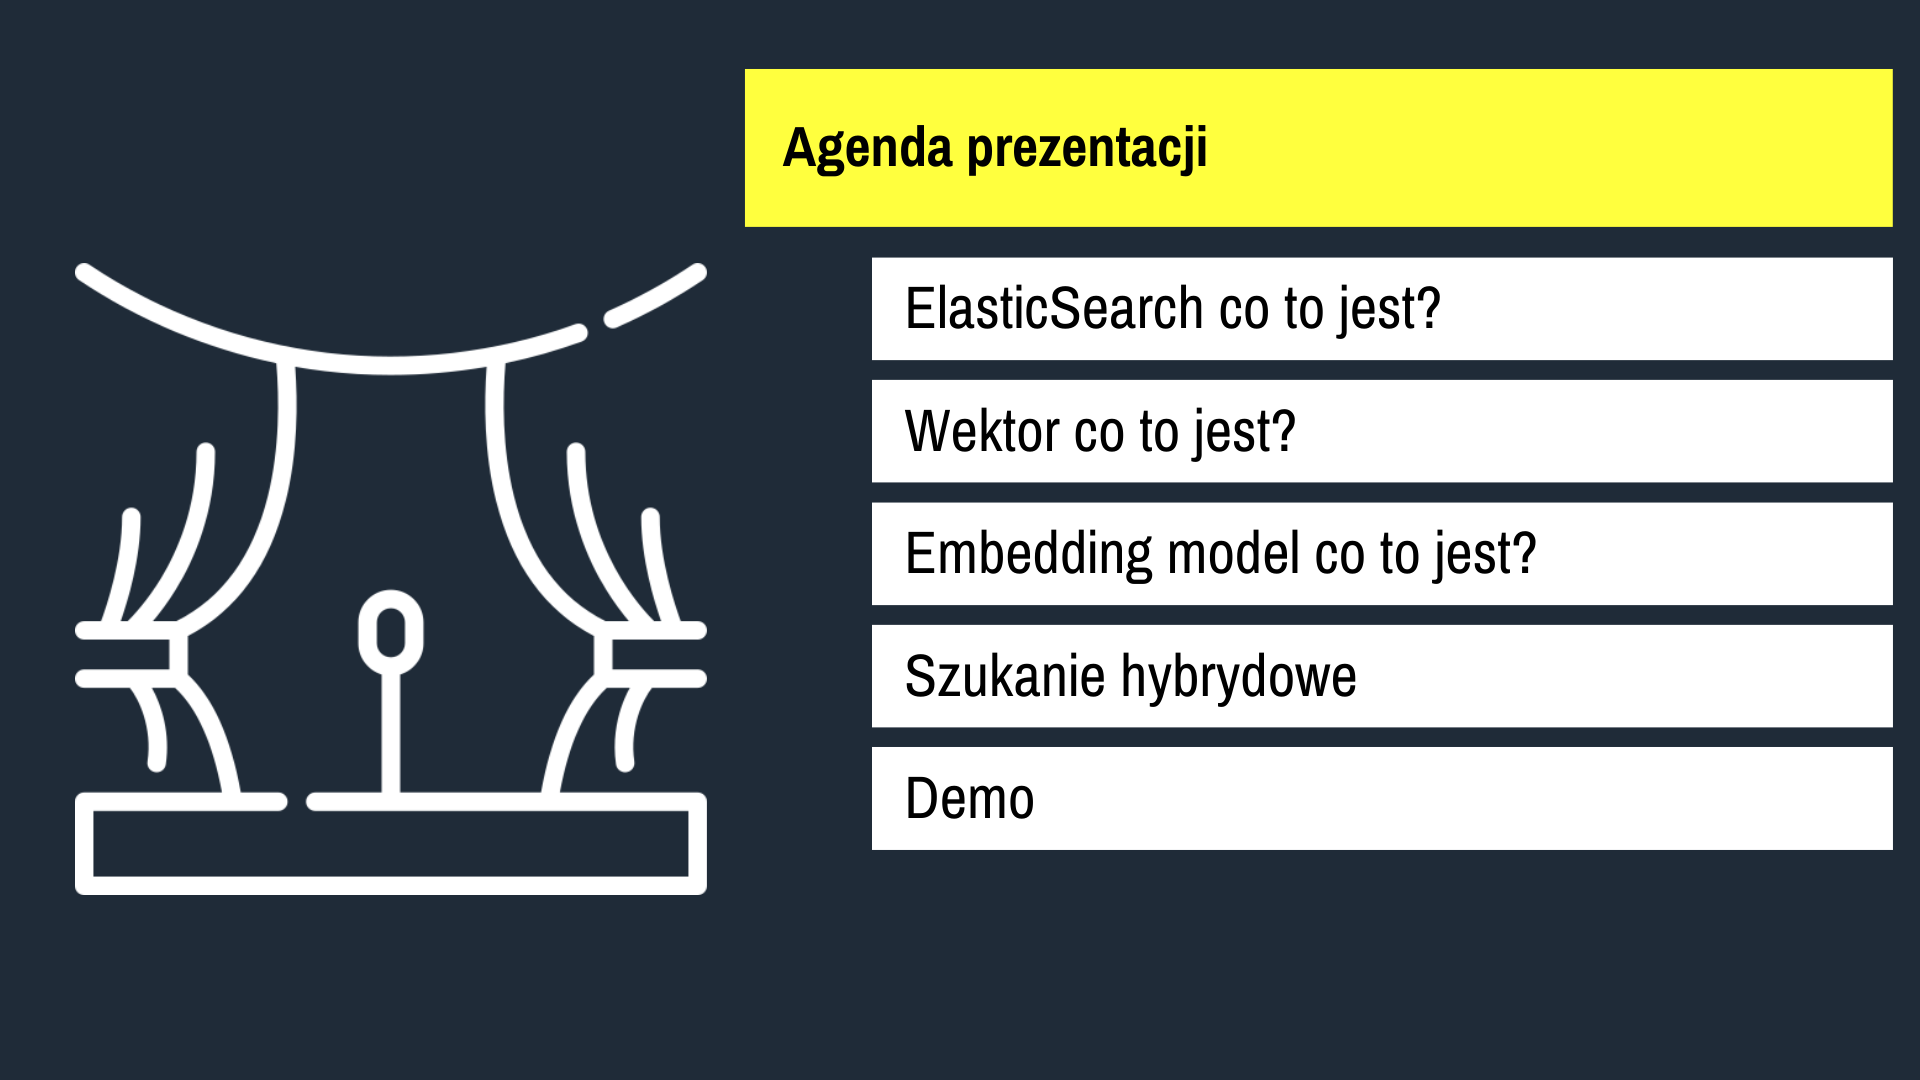 Agenda prezentacji
ElasticSearch co to jest?
Wektor co to jest?
Embedding model co to jest?
Szukanie hybrydowe
Demo